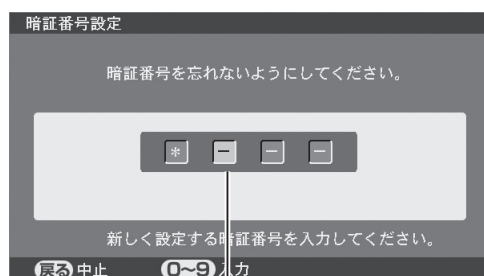 暗証番号設定
暗証番号を忘れないようにしてください。
* － － －
新しく設定する暗証番号を入力してください。
戻る 中止 0～9 入力